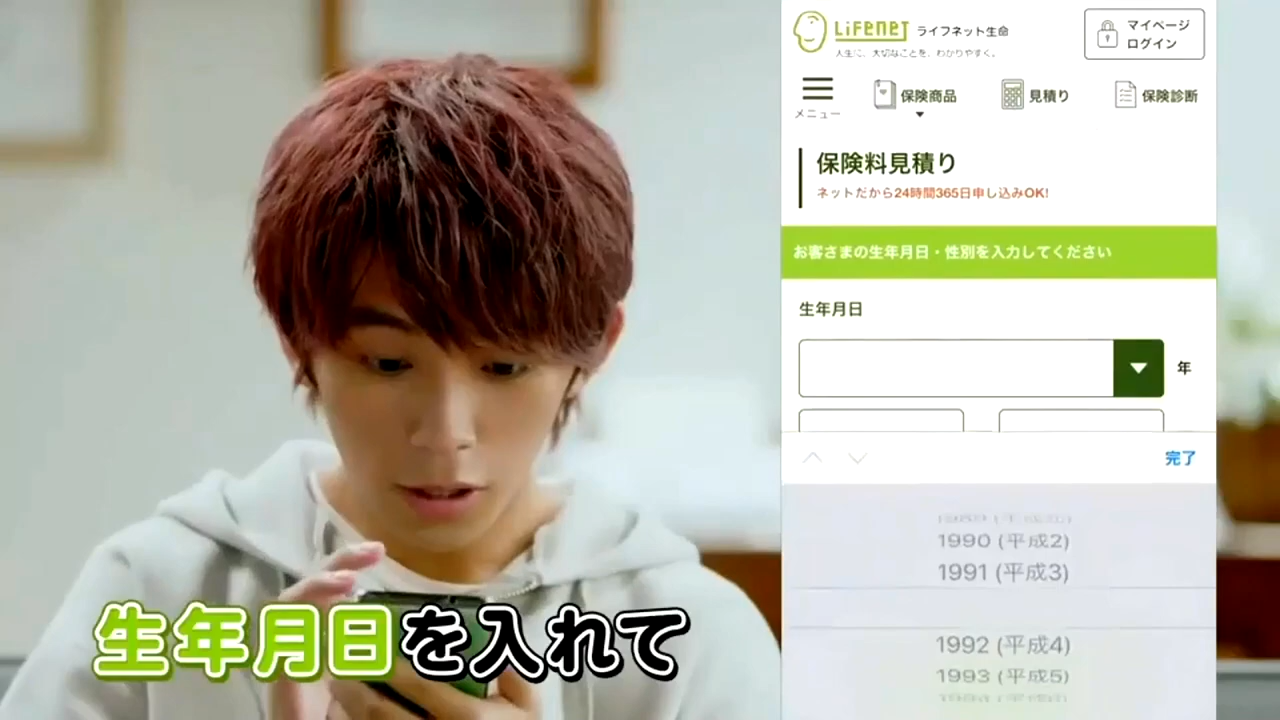 LIFENET ライフネット生命
人生に、大切なことを、わかりやすく。
マイページ
ログイン
メニュー
保険商品
見積り
保険診断
保険料見積り
ネットだから24時間365日申し込みOK!
お客さまの生年月日・性別を入力してください
生年月日
年
完了
1990 (平成2)
1991 (平成3)
1992 (平成4)
1993 (平成5)
生年月日を入れて